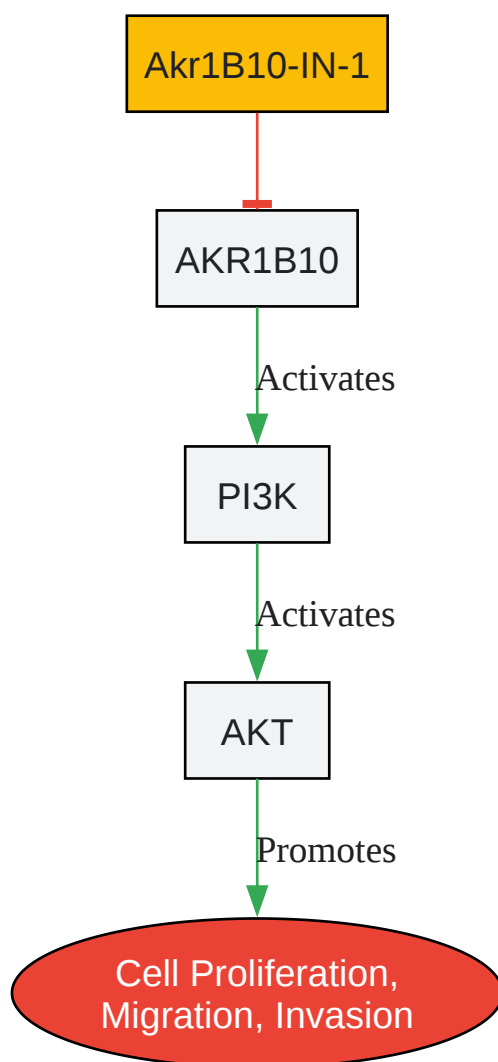 Akr1B10-IN-1
AKR1B10
Activates
PI3K
Activates
AKT
Promotes
Cell Proliferation,
Migration, Invasion